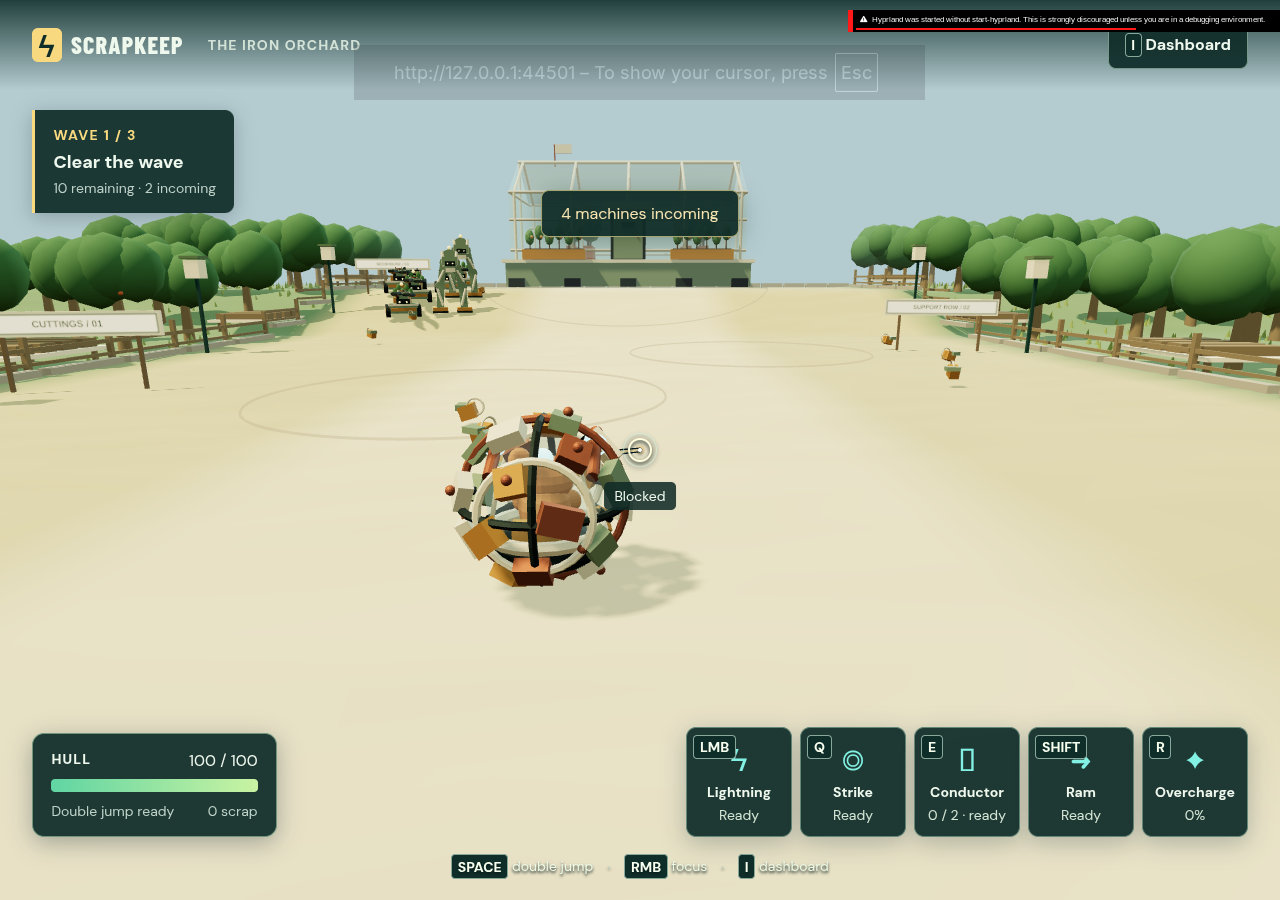 Hyprland was started without start-hyprland. This is strongly discouraged unless you are in a debugging environment.
SCRAPKEEP
THE IRON ORCHARD
I Dashboard
http://127.0.0.1:44501 – To show your cursor, press Esc
WAVE 1 / 3
Clear the wave
10 remaining · 2 incoming
4 machines incoming
CUTTINGS / 01
SUPPORT ROW / 02
Blocked
HULL
100 / 100
Double jump ready
0 scrap
LMB
Lightning
Ready
Q
Strike
Ready
E
Conductor
0 / 2 · ready
SHIFT
Ram
Ready
R
Overcharge
0%
SPACE double jump · RMB focus · I dashboard